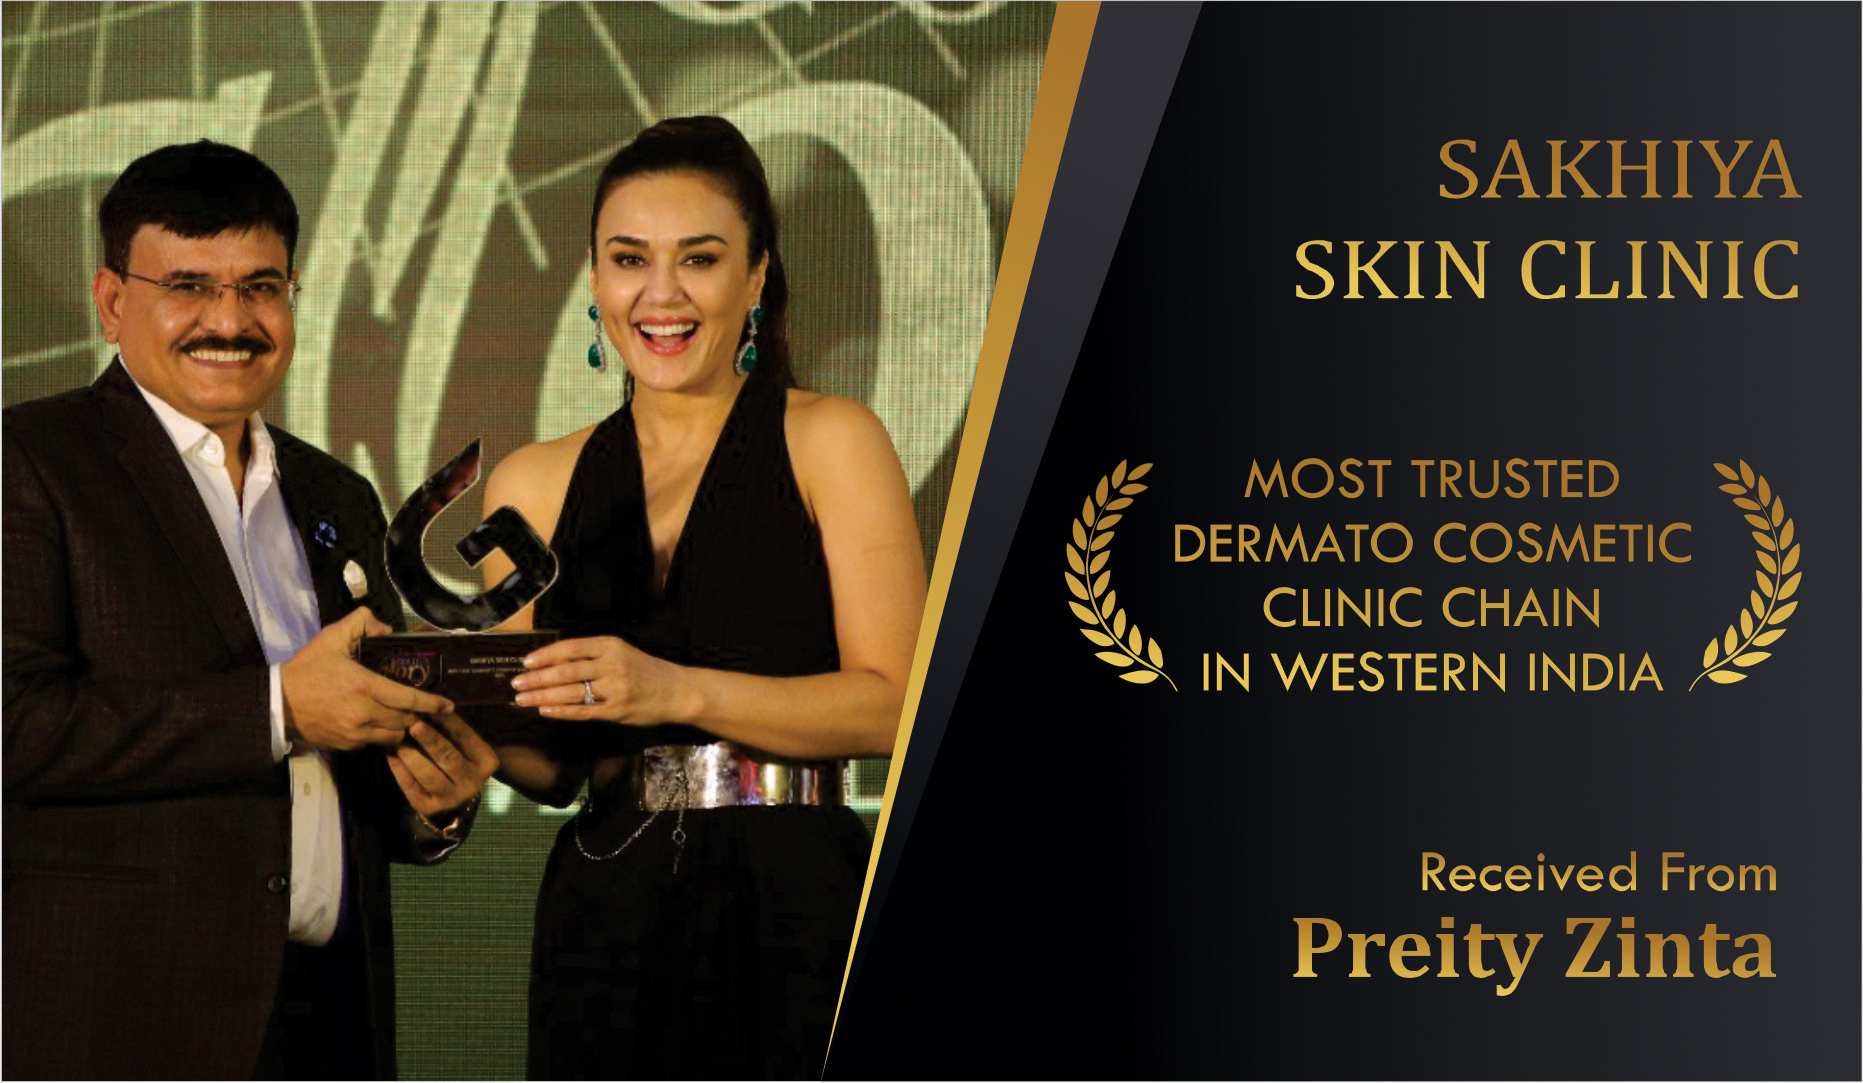 SAKHIYA
SKIN CLINIC
MOST TRUSTED
DERMATO COSMETIC
CLINIC CHAIN
IN WESTERN INDIA
Received From
Preity Zinta